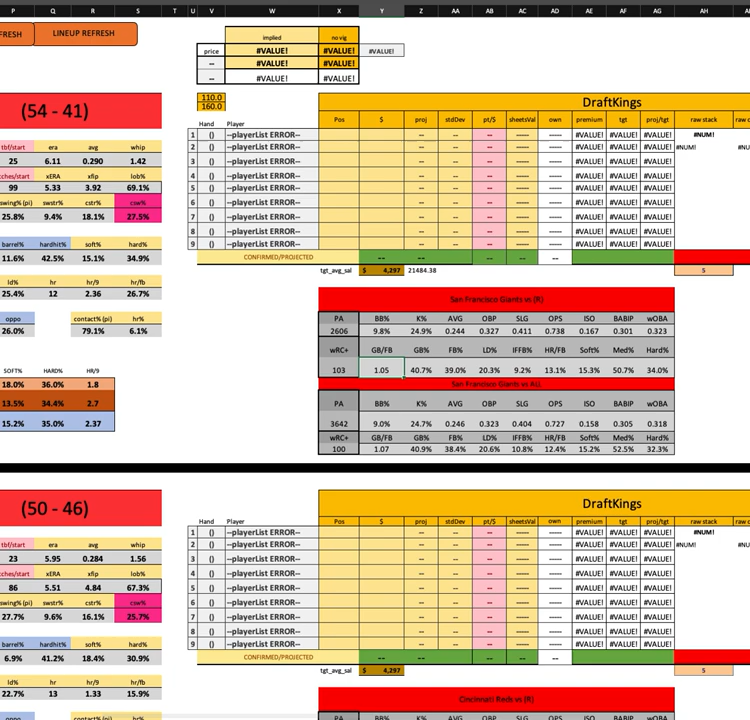 P Q R S T U V W X Y Z AA AB AC AD AE AF AG AH
FRESH LINEUP REFRESH
implied no vig
price #VALUE! #VALUE! #VALUE!
-- #VALUE! #VALUE!
-- #VALUE! #VALUE!
(54 - 41)
110.0
160.0
DraftKings
Hand Player Pos $ proj stdDev pt/$ sheetsVal own premium tgt proj/tgt raw stack
1 () --playerList ERROR-- -- -- -- ----- ----- #VALUE! #VALUE! #VALUE! #NUM!
2 () --playerList ERROR-- -- -- -- ----- ----- #VALUE! #VALUE! #VALUE! #NUM!
3 () --playerList ERROR-- -- -- -- ----- ----- #VALUE! #VALUE! #VALUE!
4 () --playerList ERROR-- -- -- -- ----- ----- #VALUE! #VALUE! #VALUE!
5 () --playerList ERROR-- -- -- -- ----- ----- #VALUE! #VALUE! #VALUE!
6 () --playerList ERROR-- -- -- -- ----- ----- #VALUE! #VALUE! #VALUE!
7 () --playerList ERROR-- -- -- -- ----- ----- #VALUE! #VALUE! #VALUE!
8 () --playerList ERROR-- -- -- -- ----- ----- #VALUE! #VALUE! #VALUE!
9 () --playerList ERROR-- -- -- -- ----- ----- #VALUE! #VALUE! #VALUE!
CONFIRMED/PROJECTED -- -- -- -- -- --
tgt_avg_sal $ 4,297 21484.38 5
tbf/start era avg whip
25 6.11 0.290 1.42
tches/start xERA xfip lob%
99 5.33 3.92 69.1%
swing% (pi) swstr% cstr% csw%
25.8% 9.4% 18.1% 27.5%
barrel% hardhit% soft% hard%
11.6% 42.5% 15.1% 34.9%
ld% hr hr/9 hr/fb
25.4% 12 2.36 26.7%
oppo contact% (pi) hr%
26.0% 79.1% 6.1%
SOFT% HARD% HR/9
18.0% 36.0% 1.8
13.5% 34.4% 2.7
15.2% 35.0% 2.37
San Francisco Giants vs (R)
PA BB% K% AVG OBP SLG OPS ISO BABIP wOBA
2606 9.8% 24.9% 0.244 0.327 0.411 0.738 0.167 0.301 0.323
wRC+ GB/FB GB% FB% LD% IFFB% HR/FB Soft% Med% Hard%
103 1.05 40.7% 39.0% 20.3% 9.2% 13.1% 15.3% 50.7% 34.0%
San Francisco Giants vs ALL
PA BB% K% AVG OBP SLG OPS ISO BABIP wOBA
3642 9.0% 24.7% 0.246 0.323 0.404 0.727 0.158 0.305 0.318
wRC+ GB/FB GB% FB% LD% IFFB% HR/FB Soft% Med% Hard%
100 1.07 40.9% 38.4% 20.6% 10.8% 12.4% 15.2% 52.5% 32.3%
(50 - 46)
DraftKings
Hand Player Pos $ proj stdDev pt/$ sheetsVal own premium tgt proj/tgt raw stack
1 () --playerList ERROR-- -- -- -- ----- ----- #VALUE! #VALUE! #VALUE! #NUM!
2 () --playerList ERROR-- -- -- -- ----- ----- #VALUE! #VALUE! #VALUE! #NUM!
3 () --playerList ERROR-- -- -- -- ----- ----- #VALUE! #VALUE! #VALUE!
4 () --playerList ERROR-- -- -- -- ----- ----- #VALUE! #VALUE! #VALUE!
5 () --playerList ERROR-- -- -- -- ----- ----- #VALUE! #VALUE! #VALUE!
6 () --playerList ERROR-- -- -- -- ----- ----- #VALUE! #VALUE! #VALUE!
7 () --playerList ERROR-- -- -- -- ----- ----- #VALUE! #VALUE! #VALUE!
8 () --playerList ERROR-- -- -- -- ----- ----- #VALUE! #VALUE! #VALUE!
9 () --playerList ERROR-- -- -- -- ----- ----- #VALUE! #VALUE! #VALUE!
CONFIRMED/PROJECTED -- -- -- -- -- --
tgt_avg_sal $ 4,297 5
tbf/start era avg whip
23 5.95 0.284 1.56
tches/start xERA xfip lob%
86 5.51 4.84 67.3%
swing% (pi) swstr% cstr% csw%
27.7% 9.6% 16.1% 25.7%
barrel% hardhit% soft% hard%
6.9% 41.2% 18.4% 30.9%
ld% hr hr/9 hr/fb
22.7% 13 1.33 15.9%
oppo contact% (pi) hr%
Cincinnati Reds vs (R)
PA BB% K% AVG OBP SLG OPS ISO BABIP wOBA